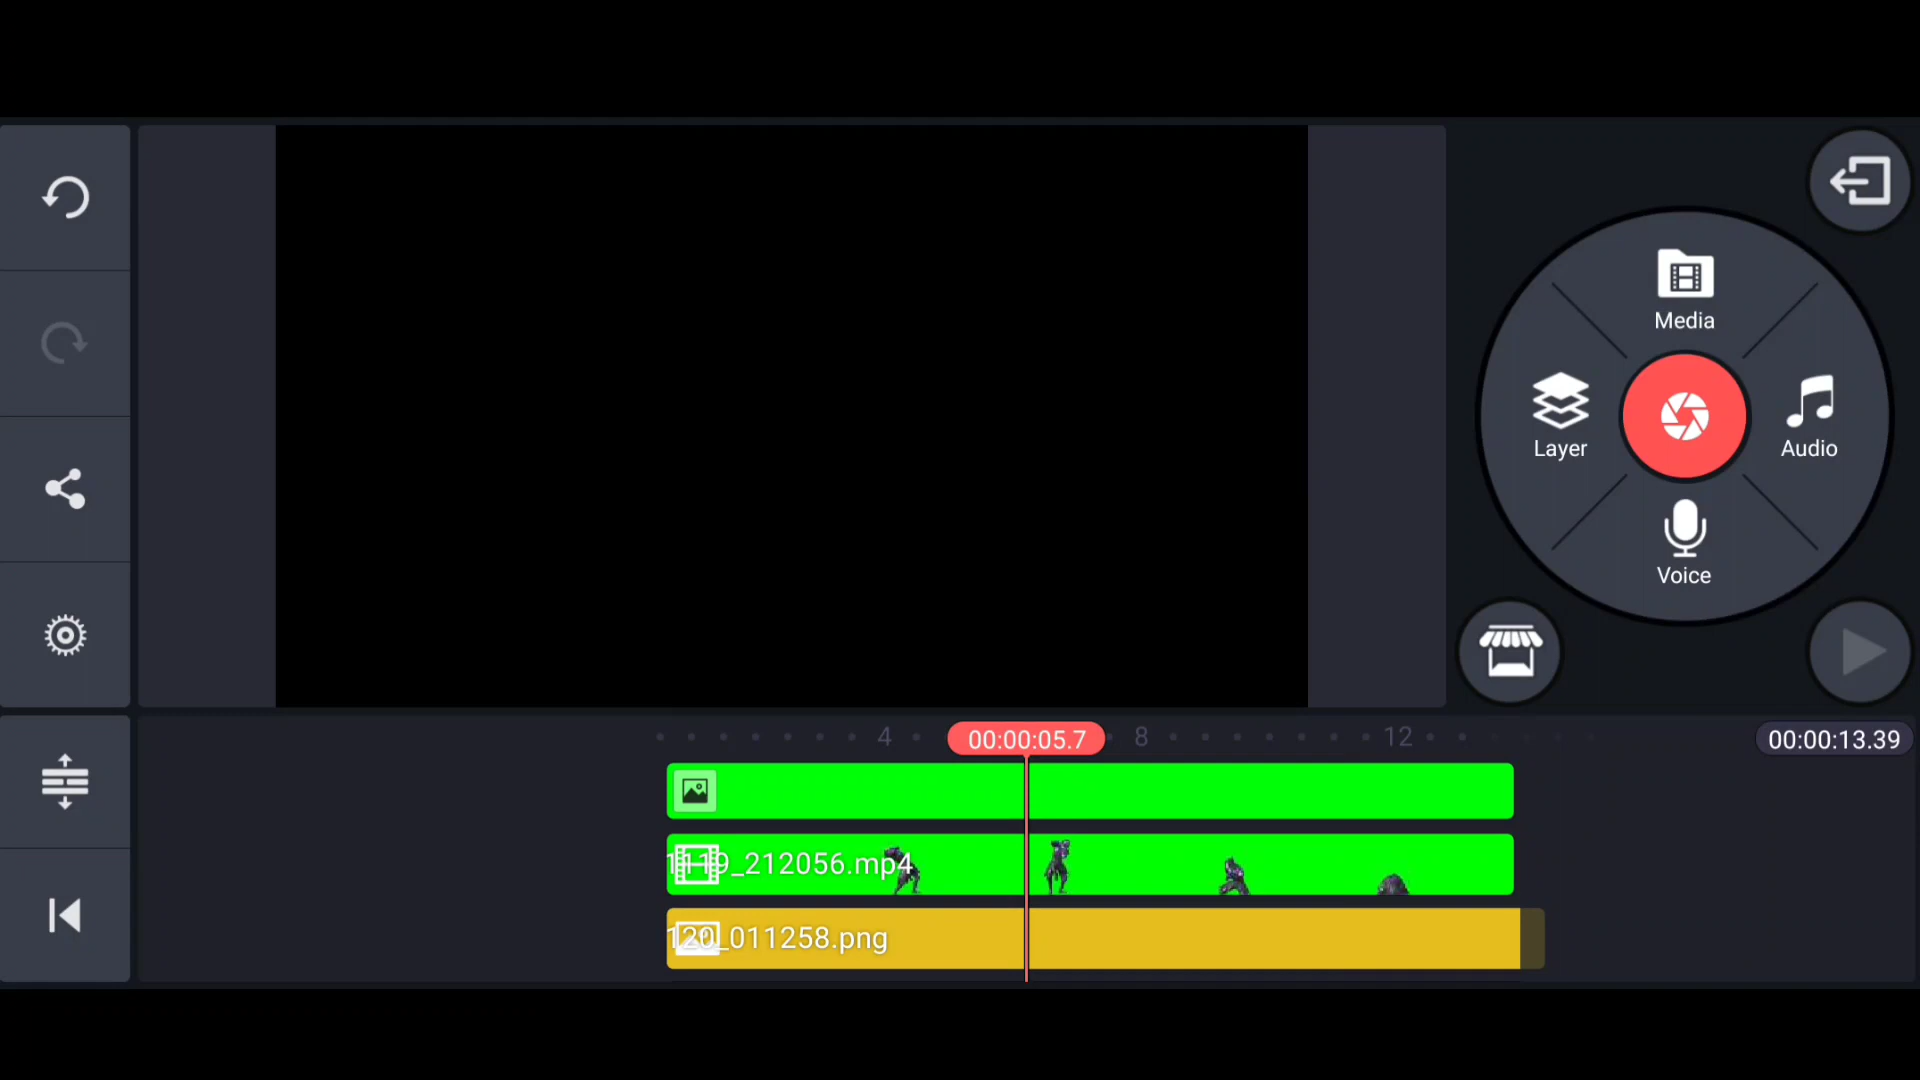 Media
Layer
Audio
Voice
4
00:00:05.7
8
12
00:00:13.39
1119_212056.mp4
120_011258.png